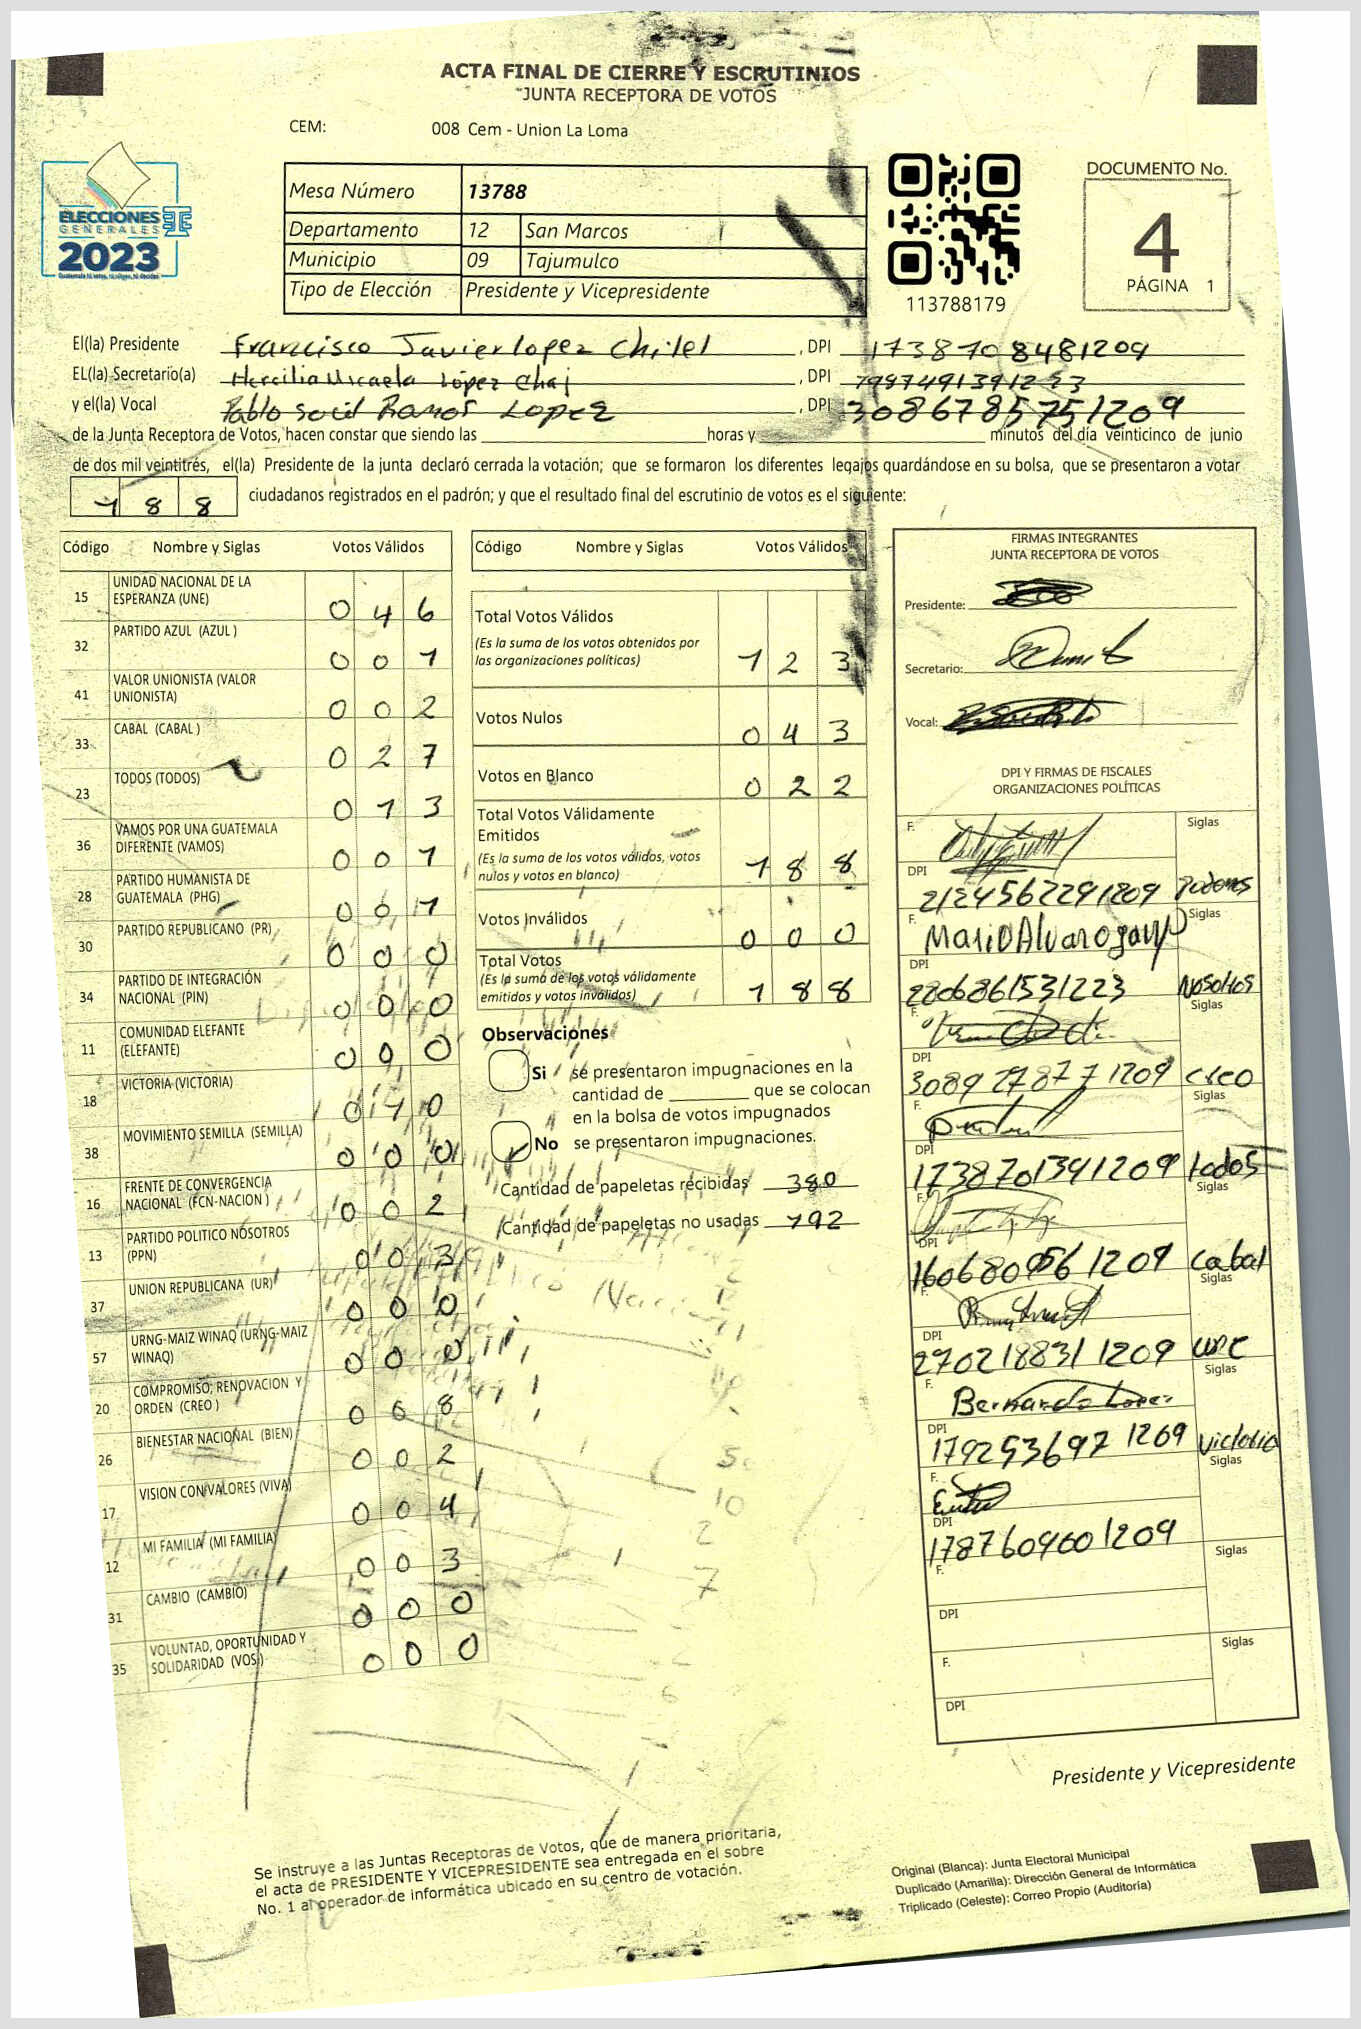 ACTA FINAL DE CIERRE Y ESCRUTINIOS
JUNTA RECEPTORA DE VOTOS
CEM: 008 Cem - Union La Loma
ELECCIONES
GENERALES
2023
Mesa Número 13788
Departamento 12 San Marcos
Municipio 09 Tajumulco
Tipo de Elección Presidente y Vicepresidente
113788179
DOCUMENTO No.
4
PÁGINA 1
El(la) Presidente Francisco Javier lopez Chilel , DPI 1738708481209
EL(la) Secretario(a) Hercilia Micaela López Chaj , DPI
y el(la) Vocal Pablo Ramos Lopez , DPI 3086785751209
de la Junta Receptora de Votos, hacen constar que siendo las horas y minutos del día veinticinco de junio
de dos mil veintitrés, el(la) Presidente de la junta declaró cerrada la votación; que se formaron los diferentes legajos guardándose en su bolsa, que se presentaron a votar
188 ciudadanos registrados en el padrón; y que el resultado final del escrutinio de votos es el siguiente:
Código Nombre y Siglas Votos Válidos
15 UNIDAD NACIONAL DE LA ESPERANZA (UNE) 0 4 6
32 PARTIDO AZUL (AZUL ) 0 0 1
41 VALOR UNIONISTA (VALOR UNIONISTA) 0 0 2
33 CABAL (CABAL ) 0 2 7
23 TODOS (TODOS) 0 1 3
36 VAMOS POR UNA GUATEMALA DIFERENTE (VAMOS) 0 0 1
28 PARTIDO HUMANISTA DE GUATEMALA (PHG) 0 0 1
30 PARTIDO REPUBLICANO (PR) 0 0 0
34 PARTIDO DE INTEGRACIÓN NACIONAL (PIN) 0 0 0
11 COMUNIDAD ELEFANTE (ELEFANTE) 0 0 0
18 VICTORIA (VICTORIA) 0 1 0
38 MOVIMIENTO SEMILLA (SEMILLA) 0 0 0
16 FRENTE DE CONVERGENCIA NACIONAL (FCN-NACION ) 0 0 2
13 PARTIDO POLITICO NOSOTROS (PPN) 0 0 3
37 UNION REPUBLICANA (UR) 0 0 0
57 URNG-MAIZ WINAQ (URNG-MAIZ WINAQ) 0 0 0
20 COMPROMISO, RENOVACION Y ORDEN (CREO ) 0 0 8
26 BIENESTAR NACIONAL (BIEN) 0 0 2
17 VISION CON VALORES (VIVA) 0 0 4
12 MI FAMILIA (MI FAMILIA) 0 0 3
31 CAMBIO (CAMBIO) 0 0 0
35 VOLUNTAD, OPORTUNIDAD Y SOLIDARIDAD (VOS) 0 0 0
Código Nombre y Siglas Votos Válidos
Total Votos Válidos
(Es la suma de los votos obtenidos por
las organizaciones políticas) 1 2 3
Votos Nulos 0 4 3
Votos en Blanco 0 2 2
Total Votos Válidamente
Emitidos
(Es la suma de los votos válidos, votos
nulos y votos en blanco) 1 8 8
Votos Inválidos 0 0 0
Total Votos
(Es la suma de los votos válidamente
emitidos y votos inválidos) 1 8 8
Observaciones
Si se presentaron impugnaciones en la
cantidad de que se colocan
en la bolsa de votos impugnados
No se presentaron impugnaciones.
Cantidad de papeletas recibidas 380
Cantidad de papeletas no usadas 192
FIRMAS INTEGRANTES
JUNTA RECEPTORA DE VOTOS
Presidente:
Secretario:
Vocal:
DPI Y FIRMAS DE FISCALES
ORGANIZACIONES POLÍTICAS
F. Siglas
DPI
2124562291209
F. Mario Alvaro Siglas
DPI
2206861531223 Nosotros
F. Siglas
DPI
3089278771209 creo
F. Siglas
DPI
1738701341209 todos
F. Siglas
DPI
1209 Cabal
F. Siglas
DPI
2702188311209 une
F. Bernardo Lopez Siglas
DPI
1792536971209 Victoria
F. Siglas
DPI
1787609601209
F. Siglas
DPI
F. Siglas
DPI
Presidente y Vicepresidente
Se instruye a las Juntas Receptoras de Votos, que de manera prioritaria,
el acta de PRESIDENTE Y VICEPRESIDENTE sea entregada en el sobre
No. 1 al operador de informática ubicado en su centro de votación.
Original (Blanca): Junta Electoral Municipal
Duplicado (Amarilla): Dirección General de Informática
Triplicado (Celeste): Correo Propio (Auditoría)